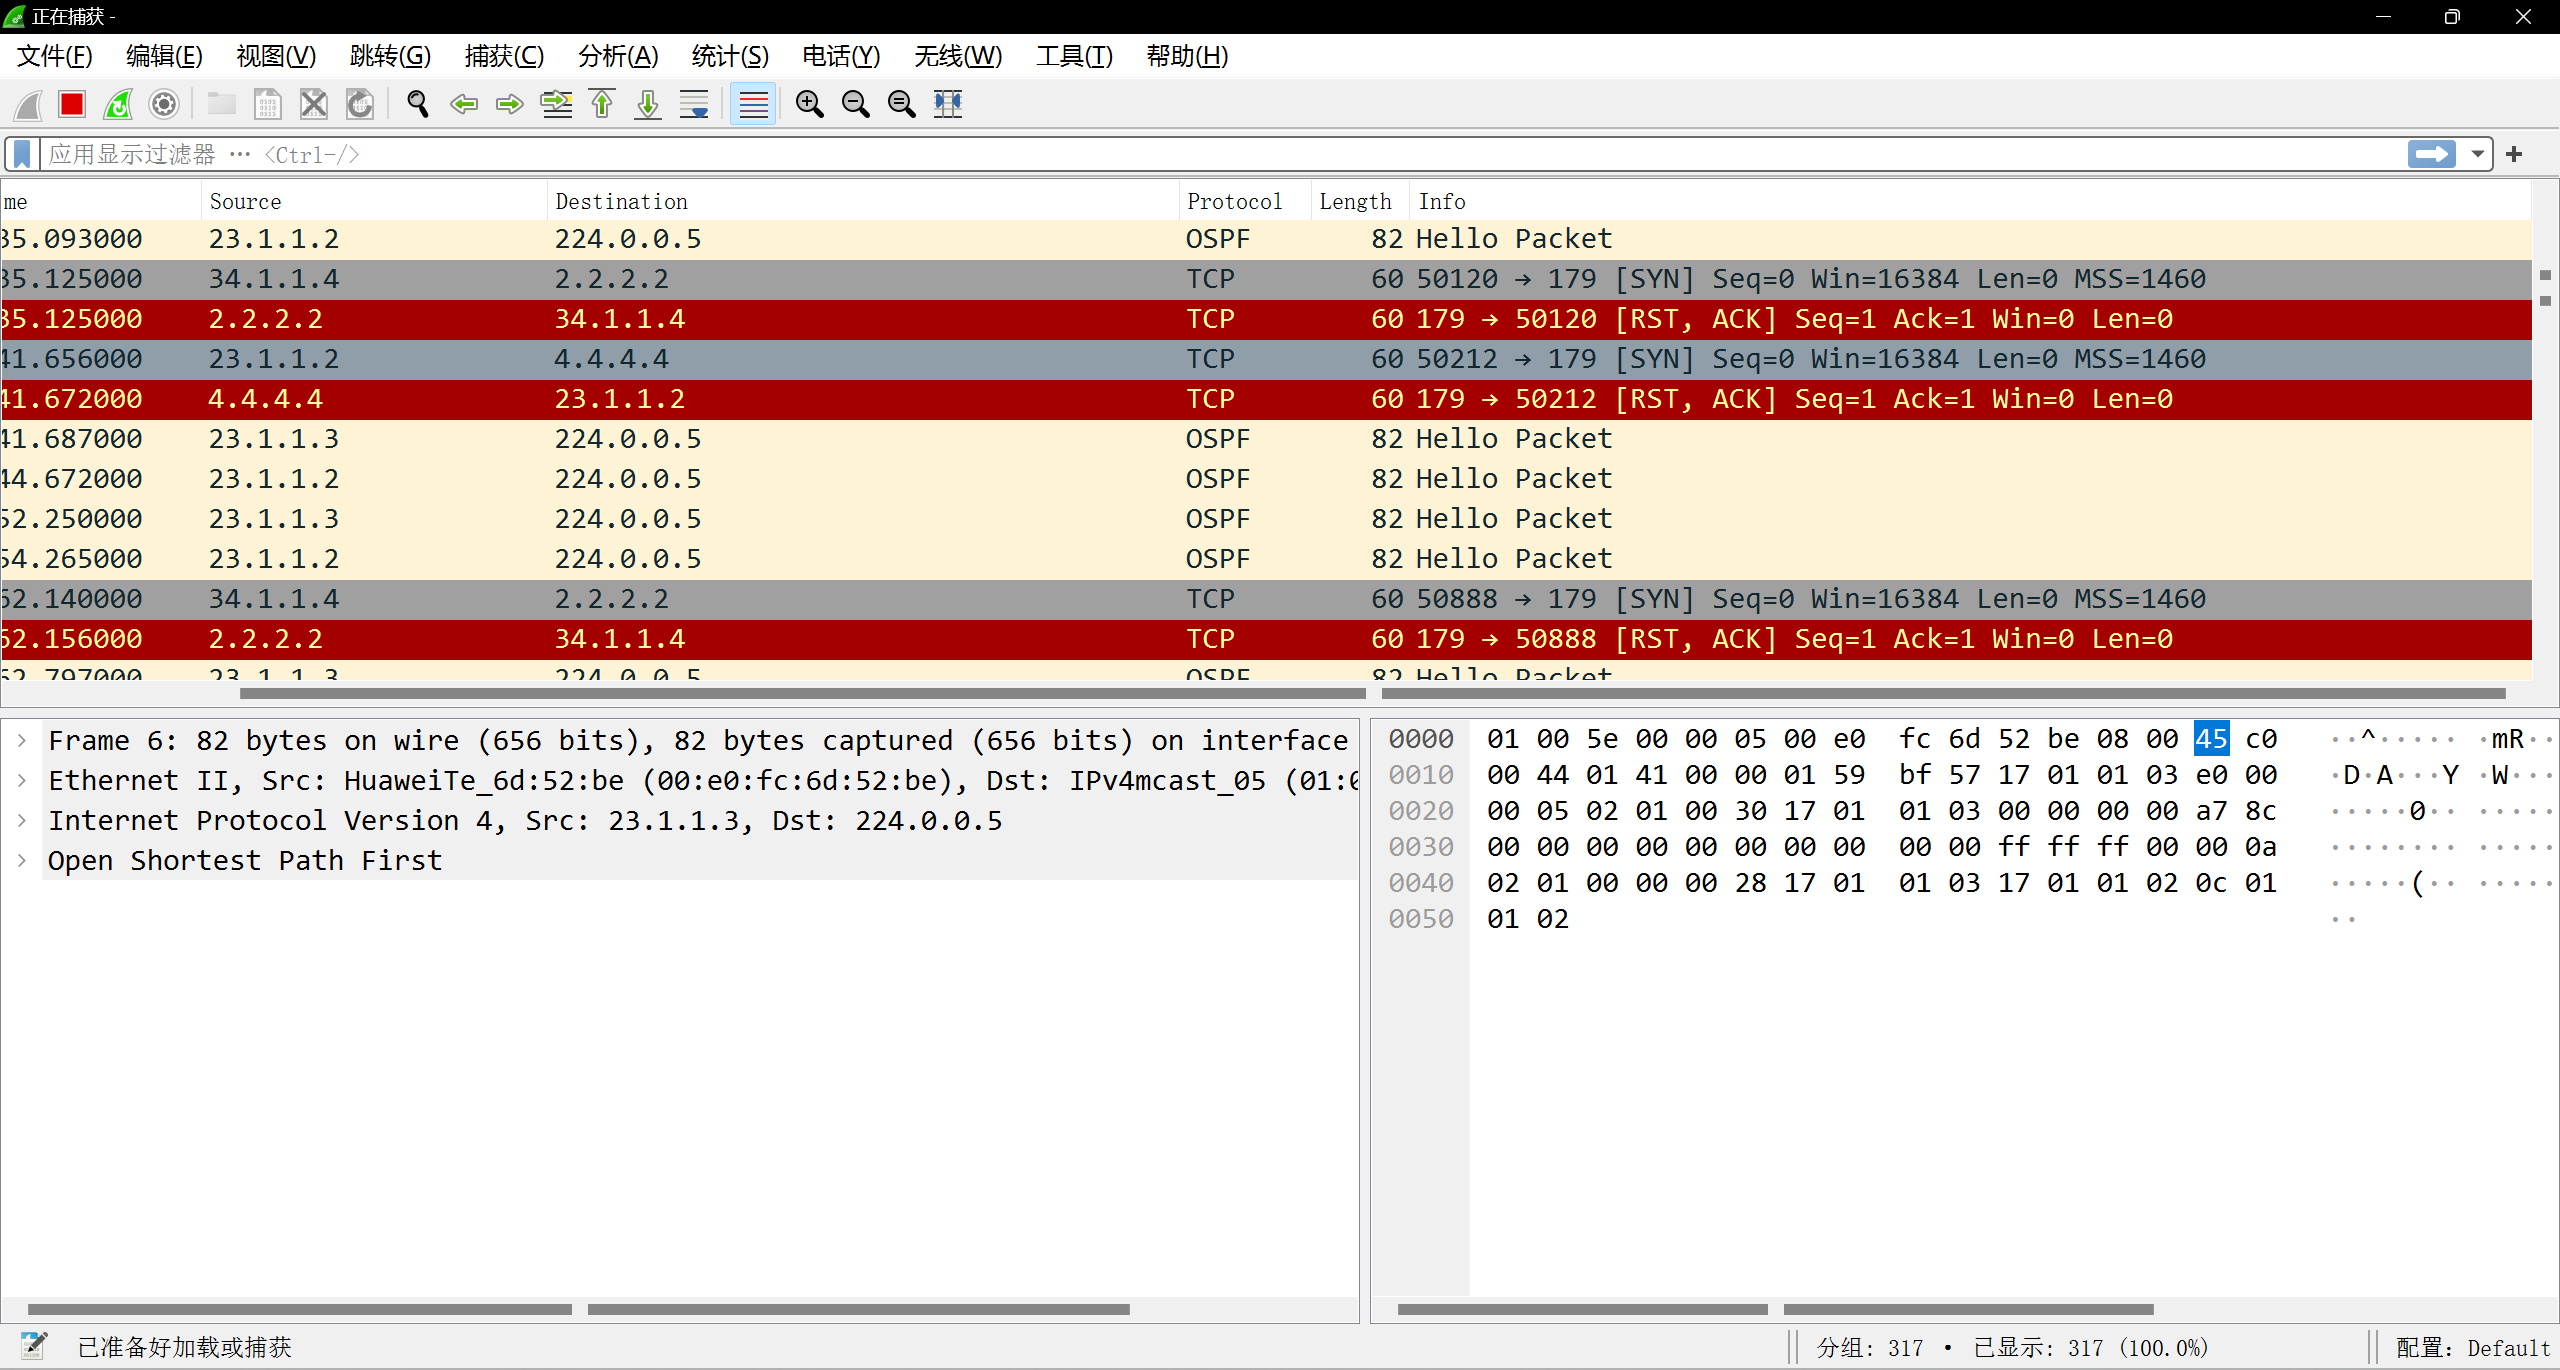 正在捕获 -
文件(F) 编辑(E) 视图(V) 跳转(G) 捕获(C) 分析(A) 统计(S) 电话(Y) 无线(W) 工具(T) 帮助(H)
应用显示过滤器 … <Ctrl-/>
me Source Destination Protocol Length Info
35.093000 23.1.1.2 224.0.0.5 OSPF 82 Hello Packet
35.125000 34.1.1.4 2.2.2.2 TCP 60 50120 → 179 [SYN] Seq=0 Win=16384 Len=0 MSS=1460
35.125000 2.2.2.2 34.1.1.4 TCP 60 179 → 50120 [RST, ACK] Seq=1 Ack=1 Win=0 Len=0
41.656000 23.1.1.2 4.4.4.4 TCP 60 50212 → 179 [SYN] Seq=0 Win=16384 Len=0 MSS=1460
41.672000 4.4.4.4 23.1.1.2 TCP 60 179 → 50212 [RST, ACK] Seq=1 Ack=1 Win=0 Len=0
41.687000 23.1.1.3 224.0.0.5 OSPF 82 Hello Packet
44.672000 23.1.1.2 224.0.0.5 OSPF 82 Hello Packet
52.250000 23.1.1.3 224.0.0.5 OSPF 82 Hello Packet
54.265000 23.1.1.2 224.0.0.5 OSPF 82 Hello Packet
52.140000 34.1.1.4 2.2.2.2 TCP 60 50888 → 179 [SYN] Seq=0 Win=16384 Len=0 MSS=1460
52.156000 2.2.2.2 34.1.1.4 TCP 60 179 → 50888 [RST, ACK] Seq=1 Ack=1 Win=0 Len=0
52.797000 23.1.1.3 224.0.0.5 OSPF 82 Hello Packet
Frame 6: 82 bytes on wire (656 bits), 82 bytes captured (656 bits) on interface
Ethernet II, Src: HuaweiTe_6d:52:be (00:e0:fc:6d:52:be), Dst: IPv4mcast_05 (01:0
Internet Protocol Version 4, Src: 23.1.1.3, Dst: 224.0.0.5
Open Shortest Path First
0000 01 00 5e 00 00 05 00 e0 fc 6d 52 be 08 00 45 c0 ··^····· ·mR··
0010 00 44 01 41 00 00 01 59 bf 57 17 01 01 03 e0 00 ·D·A···Y ·W···
0020 00 05 02 01 00 30 17 01 01 03 00 00 00 00 a7 8c ·····0·· ·····
0030 00 00 00 00 00 00 00 00 00 00 ff ff ff 00 00 0a ········ ·····
0040 02 01 00 00 00 28 17 01 01 03 17 01 01 02 0c 01 ·····(·· ·····
0050 01 02 ··
已准备好加载或捕获 分组: 317 · 已显示: 317 (100.0%) 配置: Default